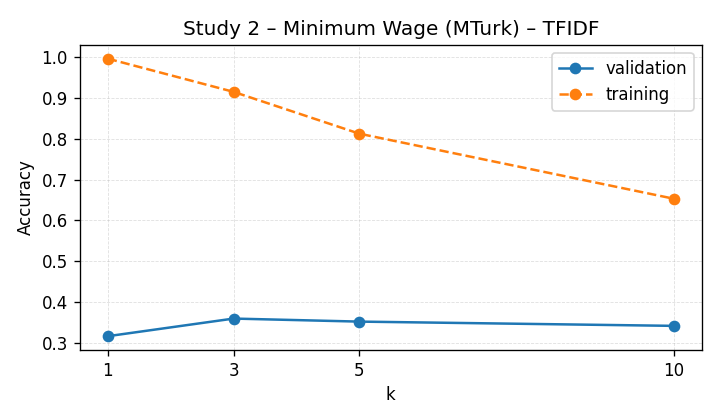 Study 2 – Minimum Wage (MTurk) – TFIDF
validation
training
Accuracy
1.0
0.9
0.8
0.7
0.6
0.5
0.4
0.3
1 3 5 10
k